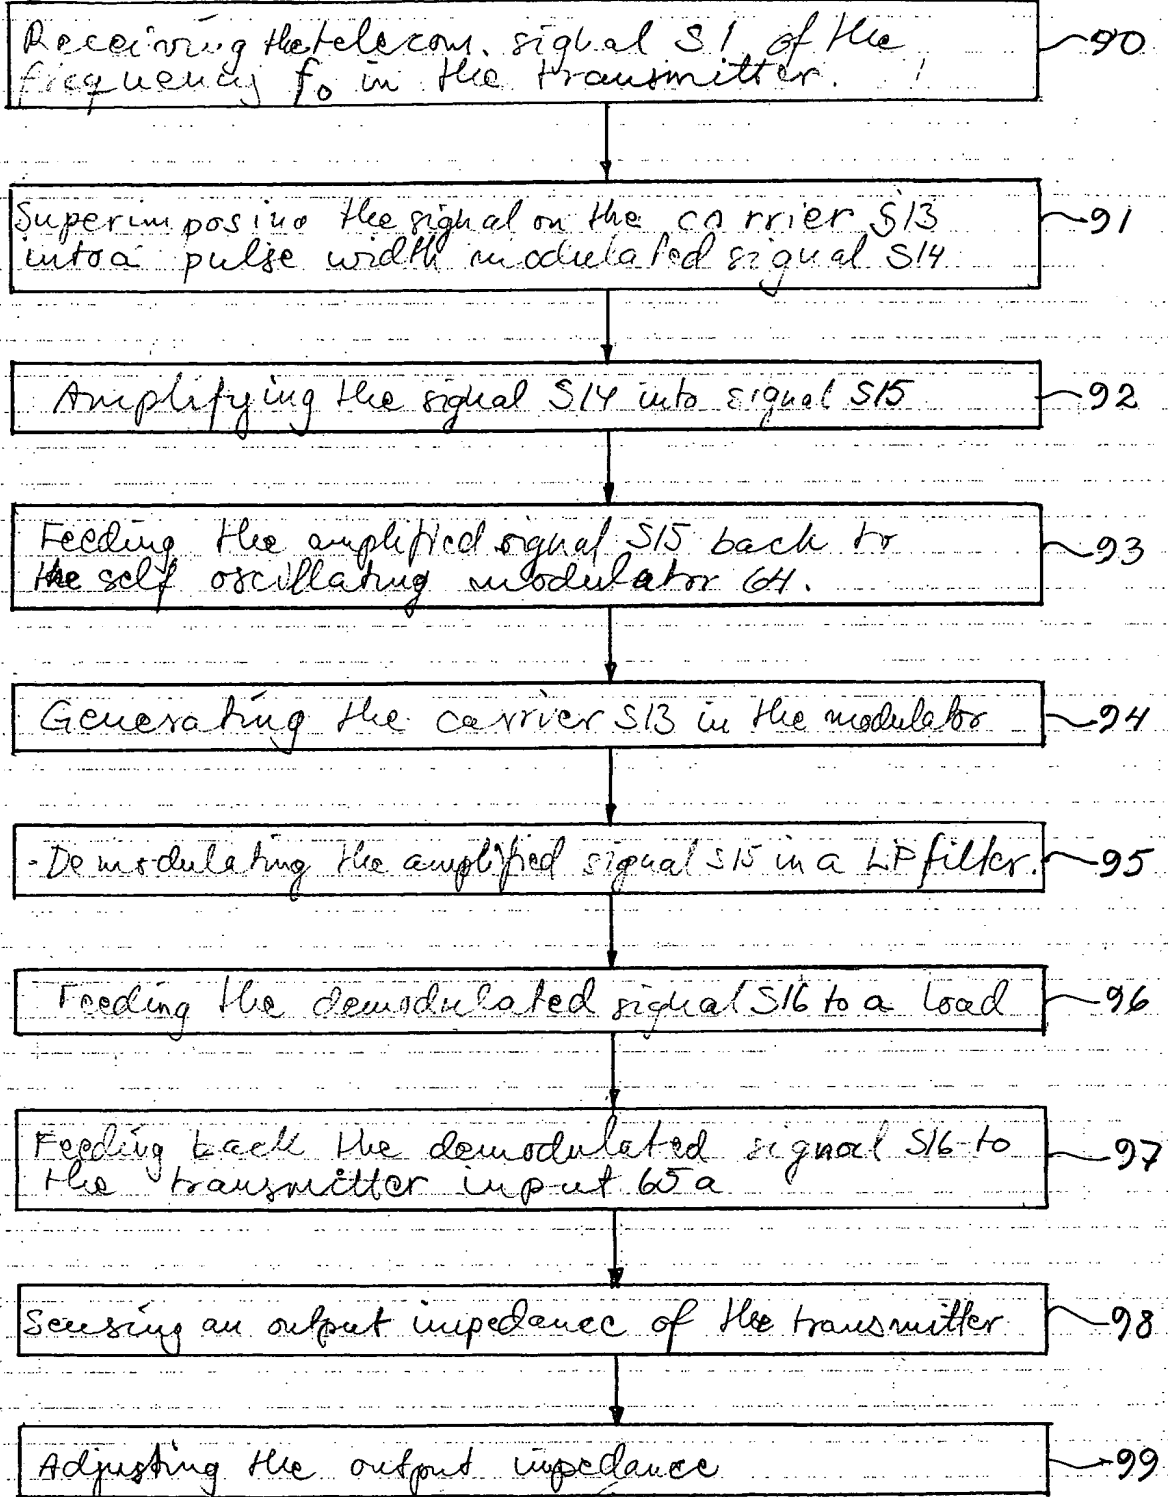 Receiving the telecom. signal S1 of the 90
frequency f₀ in the transmitter.
Superimposing the signal on the carrier S13 91
into a pulse width modulated signal S14
Amplifying the signal S14 into signal S15 92
Feeding the amplified signal S15 back to 93
the self oscillating modulator 64.
Generating the carrier S13 in the modulator 94
Demodulating the amplified signal S15 in a LP filter. 95
Feeding the demodulated signal S16 to a load 96
Feeding back the demodulated signal S16 to 97
the transmitter input 65a
Sensing an output impedance of the transmitter 98
Adjusting the output impedance 99